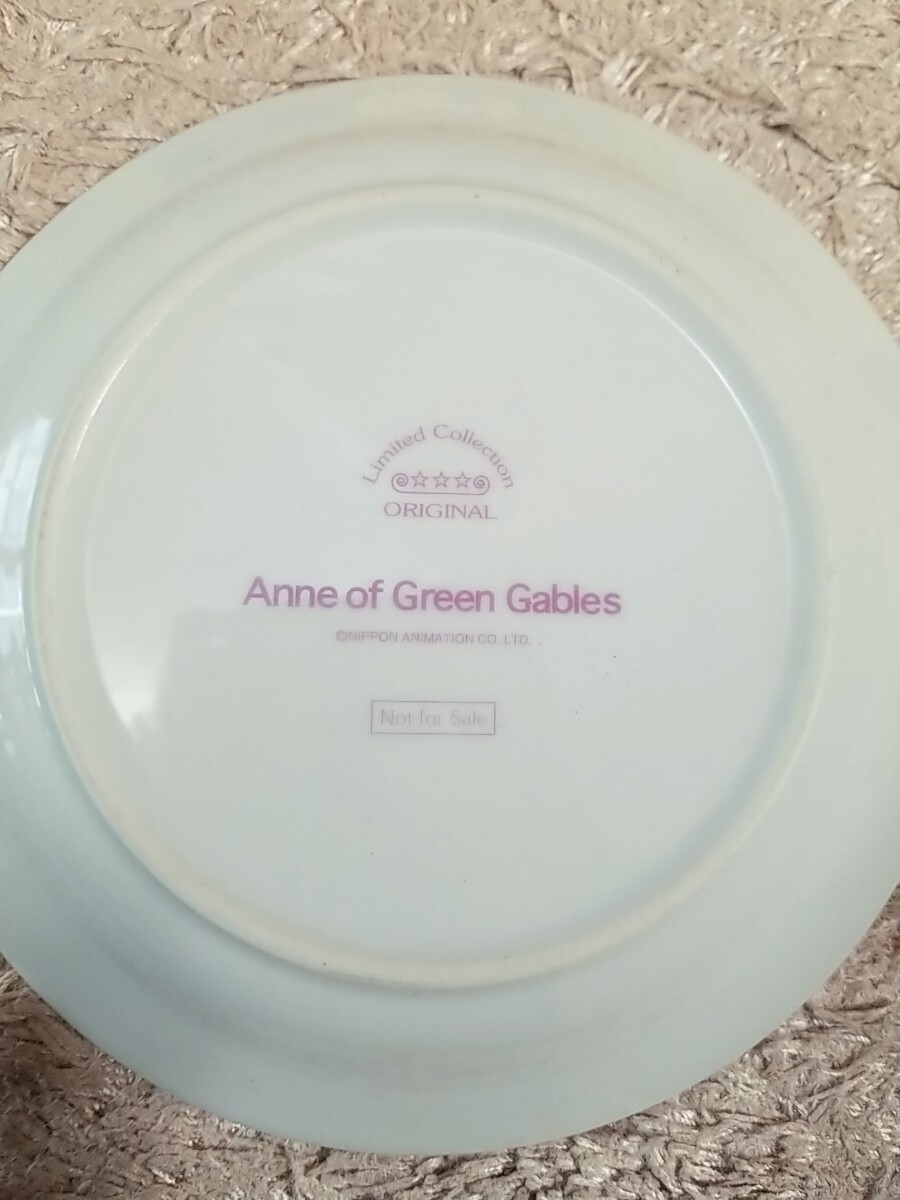 Limited Collection
ORIGINAL
Anne of Green Gables
©NIPPON ANIMATION CO.,LTD.
Not for Sale